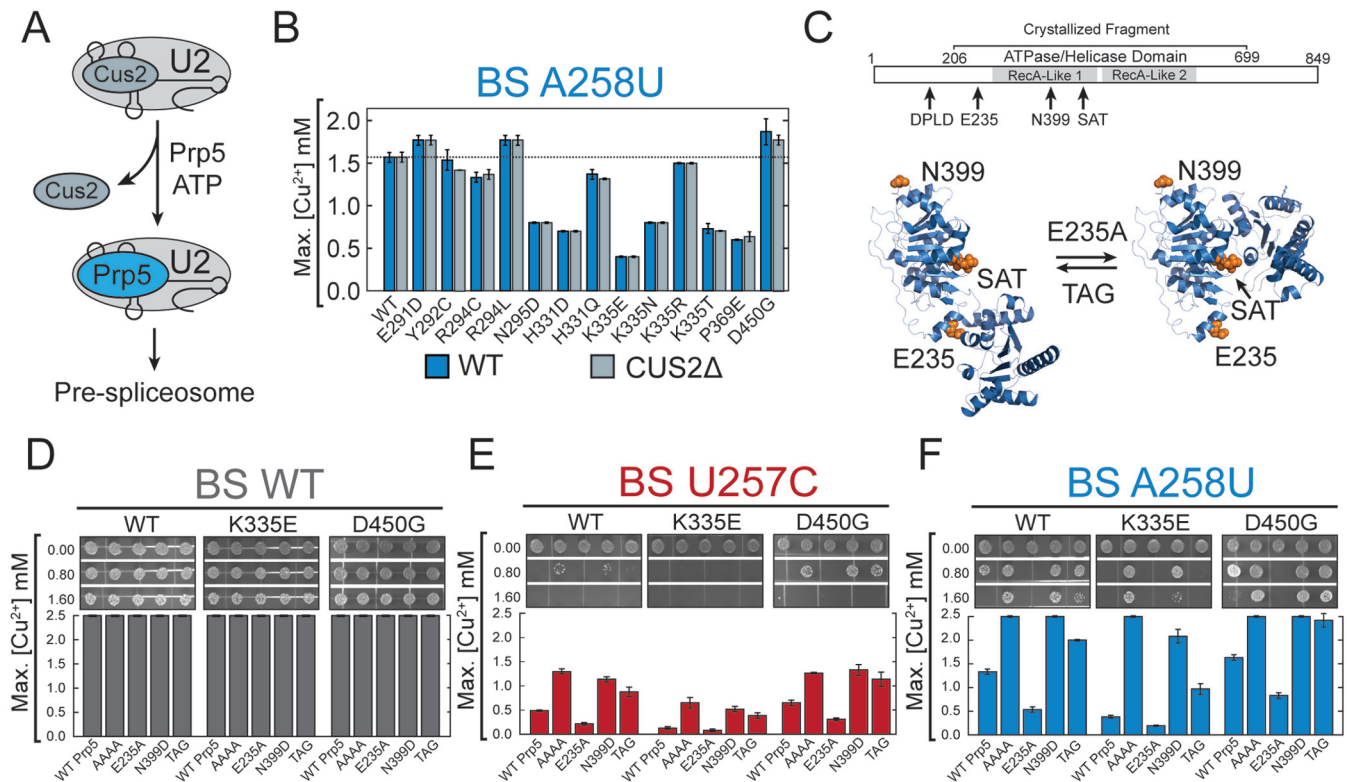 A
Cus2
U2
Cus2
Prp5
ATP
Prp5
U2
Pre-spliceosome
B
BS A258U
Max. [Cu²⁺] mM
2.0
1.5
1.0
0.5
0.0
WT
E291D
Y292C
R294C
R294L
N295D
H331D
H331Q
K335E
K335N
K335R
K335T
P369E
D450G
WT
CUS2Δ
C
Crystallized Fragment
1
206
ATPase/Helicase Domain
699
849
RecA-Like 1
RecA-Like 2
DPLD
E235
N399
SAT
N399
SAT
E235
E235A
TAG
N399
SAT
E235
D
BS WT
WT
K335E
D450G
Max. [Cu²⁺] mM
0.00
0.80
1.60
2.5
2.0
1.5
1.0
0.5
0.0
WT Prp5
AAAA
E235A
N399D
TAG
WT Prp5
AAAA
E235A
N399D
TAG
WT Prp5
AAAA
E235A
N399D
TAG
E
BS U257C
WT
K335E
D450G
Max. [Cu²⁺] mM
0.00
0.80
1.60
2.5
2.0
1.5
1.0
0.5
0.0
WT Prp5
AAAA
E235A
N399D
TAG
WT Prp5
AAAA
E235A
N399D
TAG
WT Prp5
AAAA
E235A
N399D
TAG
F
BS A258U
WT
K335E
D450G
Max. [Cu²⁺] mM
0.00
0.80
1.60
2.5
2.0
1.5
1.0
0.5
0.0
WT Prp5
AAAA
E235A
N399D
TAG
WT Prp5
AAAA
E235A
N399D
TAG
WT Prp5
AAAA
E235A
N399D
TAG